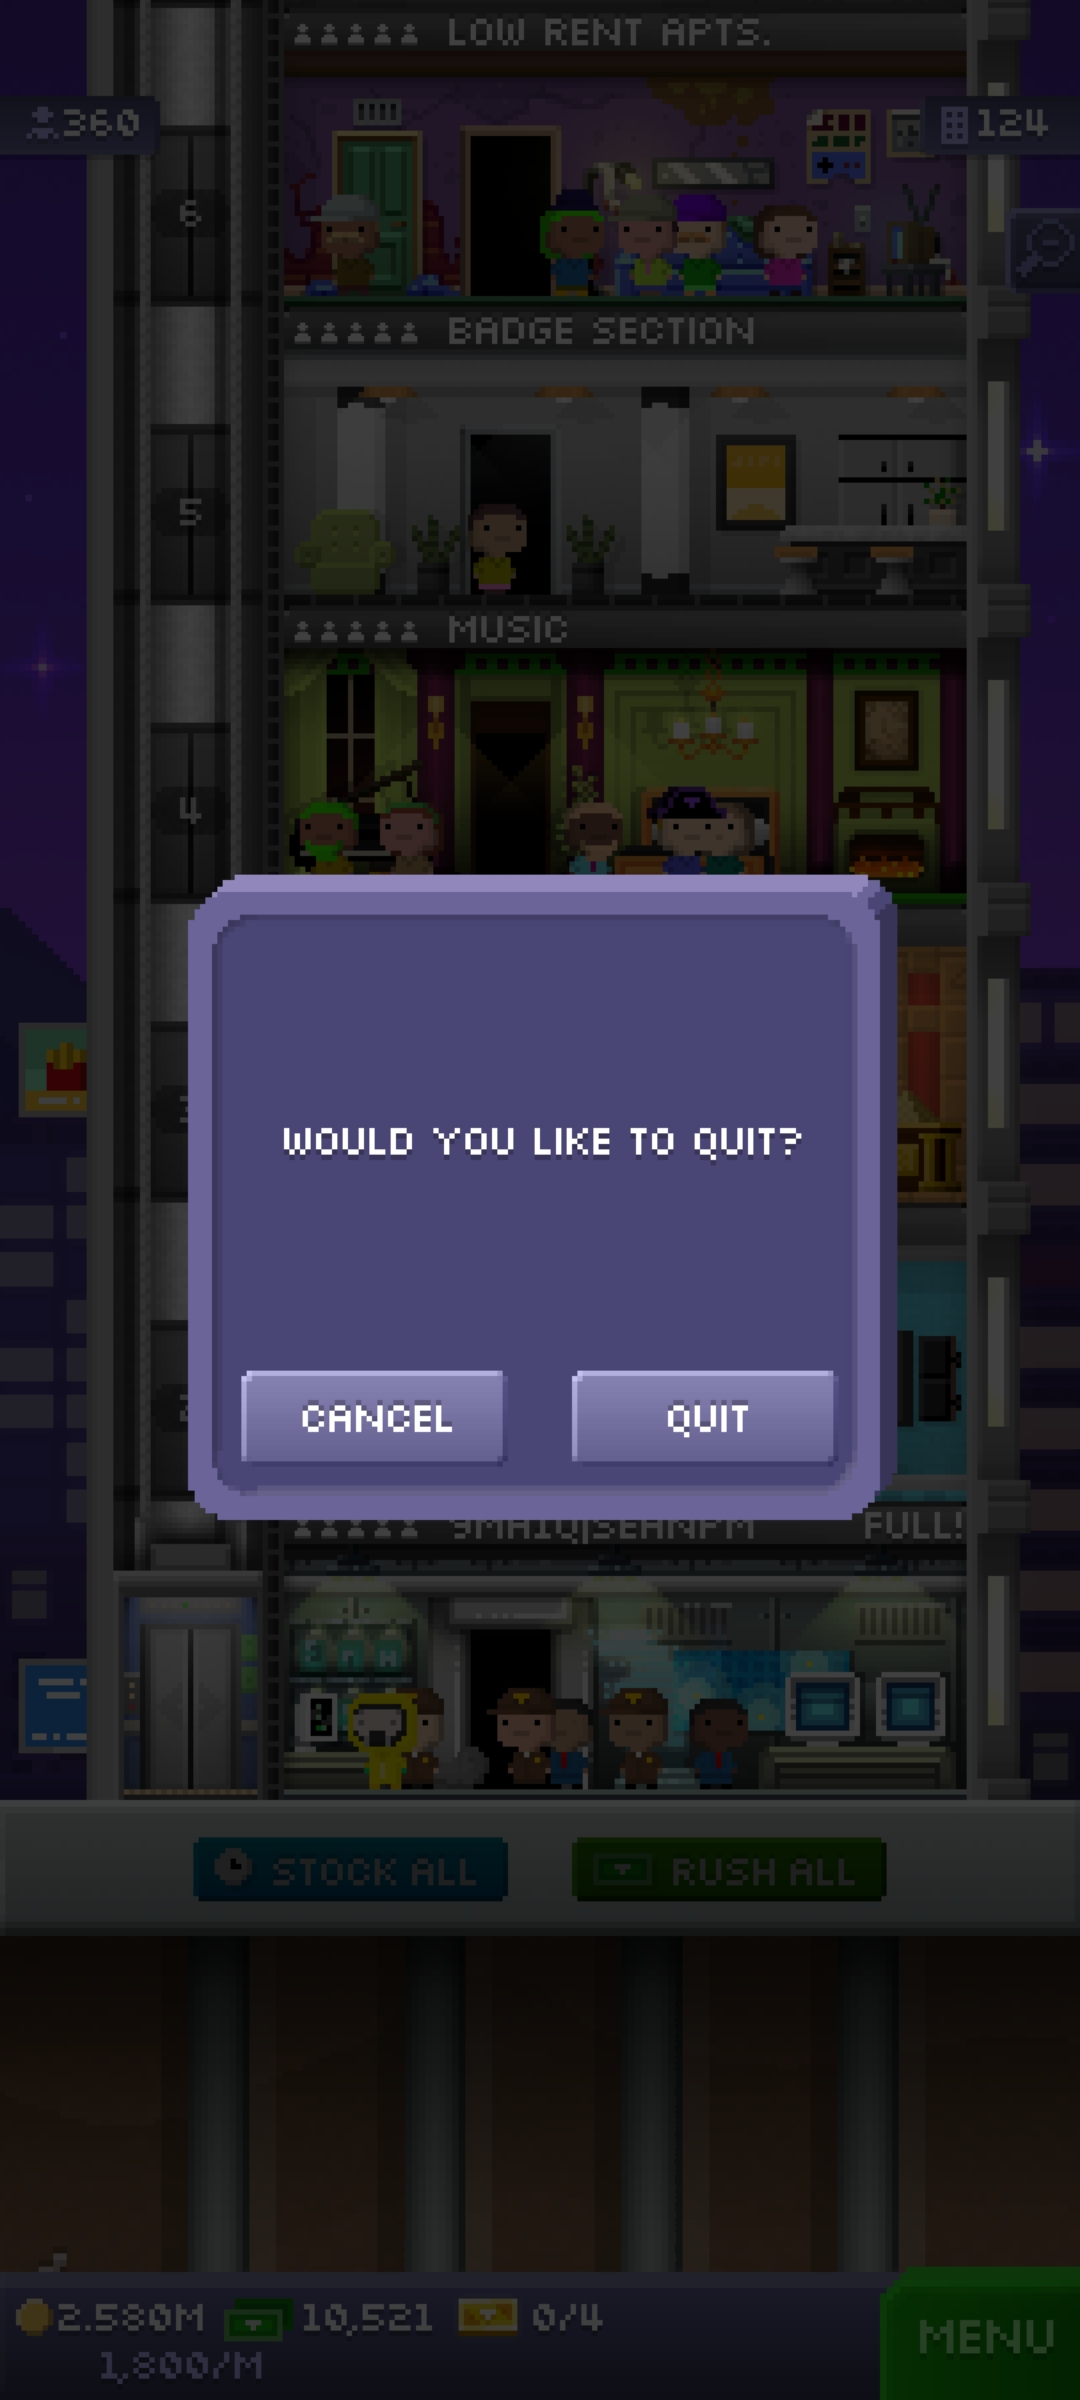 LOW RENT APTS.
360
124
6
BADGE SECTION
5
MUSIC
4
WOULD YOU LIKE TO QUIT?
CANCEL
QUIT
FULL!
STOCK ALL
RUSH ALL
2.580M
10,521
0/4
MENU
1,800/M